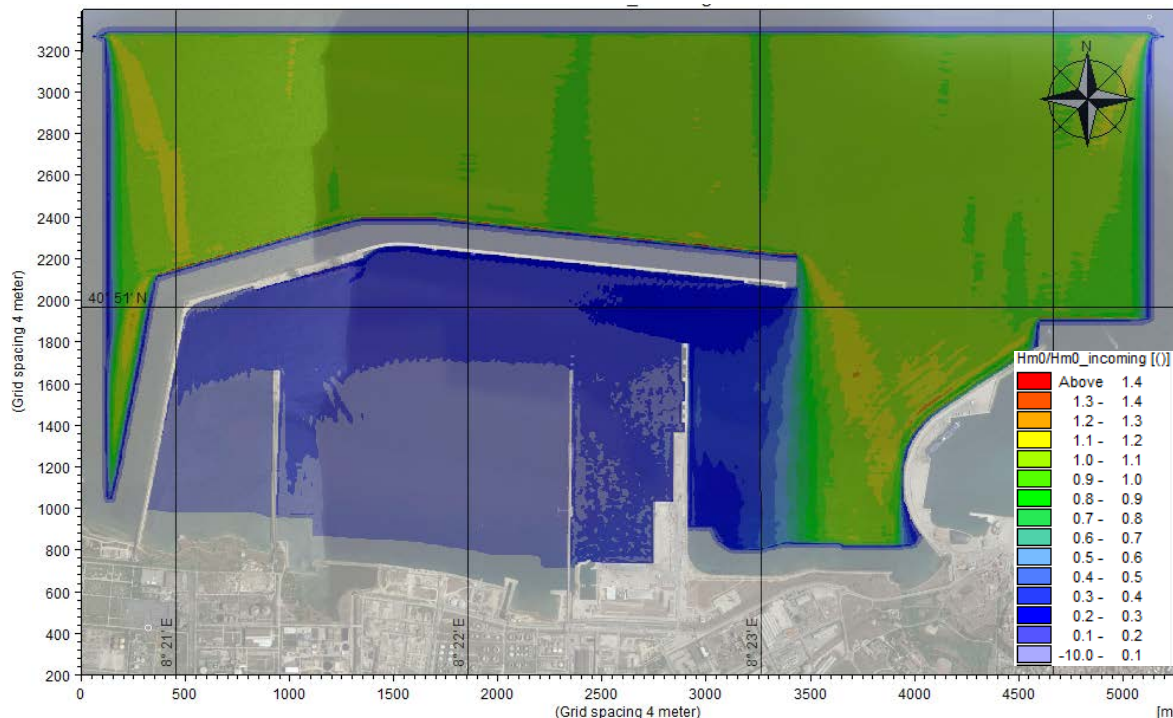 3200
3000
2800
2600
2400
2200
2000
1800
1600
1400
1200
1000
800
600
400
200
(Grid spacing 4 meter)
N
40° 51' N
8° 21' E
8° 22' E
8° 23' E
Hm0/Hm0_incoming [()]
Above 1.4
1.3 - 1.4
1.2 - 1.3
1.1 - 1.2
1.0 - 1.1
0.9 - 1.0
0.8 - 0.9
0.7 - 0.8
0.6 - 0.7
0.5 - 0.6
0.4 - 0.5
0.3 - 0.4
0.2 - 0.3
0.1 - 0.2
-10.0 - 0.1
0 500 1000 1500 2000 2500 3000 3500 4000 4500 5000 [m
(Grid spacing 4 meter)